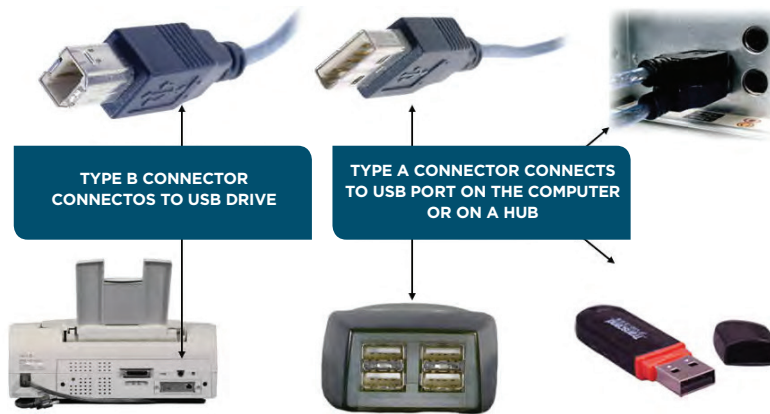 TYPE B CONNECTOR
CONNECTOS TO USB DRIVE
TYPE A CONNECTOR CONNECTS
TO USB PORT ON THE COMPUTER
OR ON A HUB